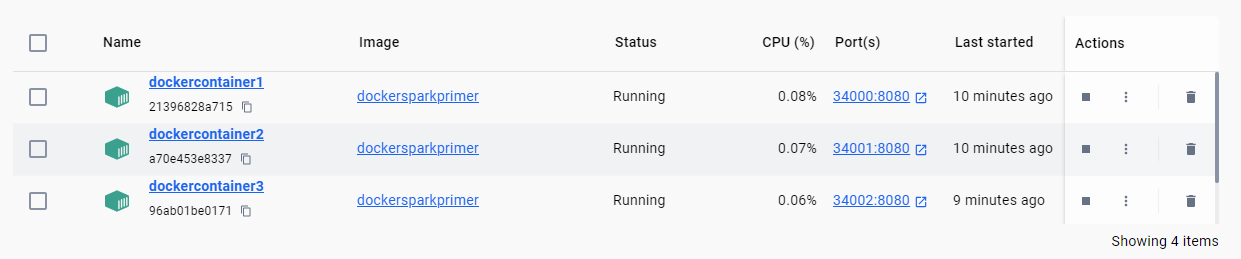 Name Image Status CPU (%) Port(s) Last started Actions
dockercontainer1
21396828a715
dockersparkprimer Running 0.08% 34000:8080 10 minutes ago
dockercontainer2
a70e453e8337
dockersparkprimer Running 0.07% 34001:8080 10 minutes ago
dockercontainer3
96ab01be0171
dockersparkprimer Running 0.06% 34002:8080 9 minutes ago
Showing 4 items